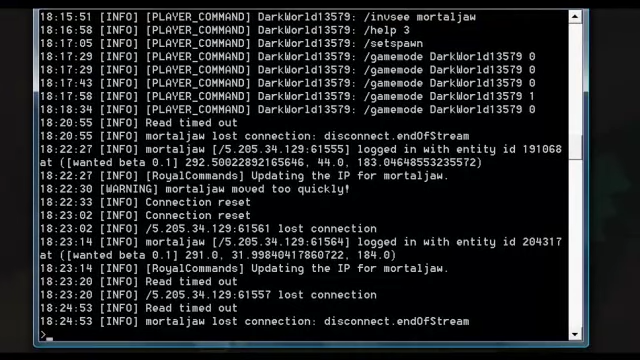 18:15:51 [INFO] [PLAYER_COMMAND] DarkWorld13579: /invsee mortaljaw
18:16:58 [INFO] [PLAYER_COMMAND] DarkWorld13579: /help 3
18:17:05 [INFO] [PLAYER_COMMAND] DarkWorld13579: /setspawn
18:17:29 [INFO] [PLAYER_COMMAND] DarkWorld13579: /gamemode DarkWorld13579 0
18:17:29 [INFO] [PLAYER_COMMAND] DarkWorld13579: /gamemode DarkWorld13579 0
18:17:43 [INFO] [PLAYER_COMMAND] DarkWorld13579: /gamemode DarkWorld13579 0
18:17:58 [INFO] [PLAYER_COMMAND] DarkWorld13579: /gamemode DarkWorld13579 1
18:18:34 [INFO] [PLAYER_COMMAND] DarkWorld13579: /gamemode DarkWorld13579 0
18:20:55 [INFO] Read timed out
18:20:55 [INFO] mortaljaw lost connection: disconnect.endOfStream
18:22:27 [INFO] mortaljaw [/5.205.34.129:61555] logged in with entity id 191068
at ([wanted beta 0.1] 292.50022892165646, 44.0, 183.04648553235572)
18:22:27 [INFO] [RoyalCommands] Updating the IP for mortaljaw.
18:22:30 [WARNING] mortaljaw moved too quickly!
18:22:33 [INFO] Connection reset
18:23:02 [INFO] Connection reset
18:23:02 [INFO] /5.205.34.129:61561 lost connection
18:23:14 [INFO] mortaljaw [/5.205.34.129:61564] logged in with entity id 204317
at ([wanted beta 0.1] 291.0, 31.99840417860722, 184.0)
18:23:14 [INFO] [RoyalCommands] Updating the IP for mortaljaw.
18:23:20 [INFO] Read timed out
18:23:20 [INFO] /5.205.34.129:61557 lost connection
18:24:53 [INFO] Read timed out
18:24:53 [INFO] mortaljaw lost connection: disconnect.endOfStream
>_